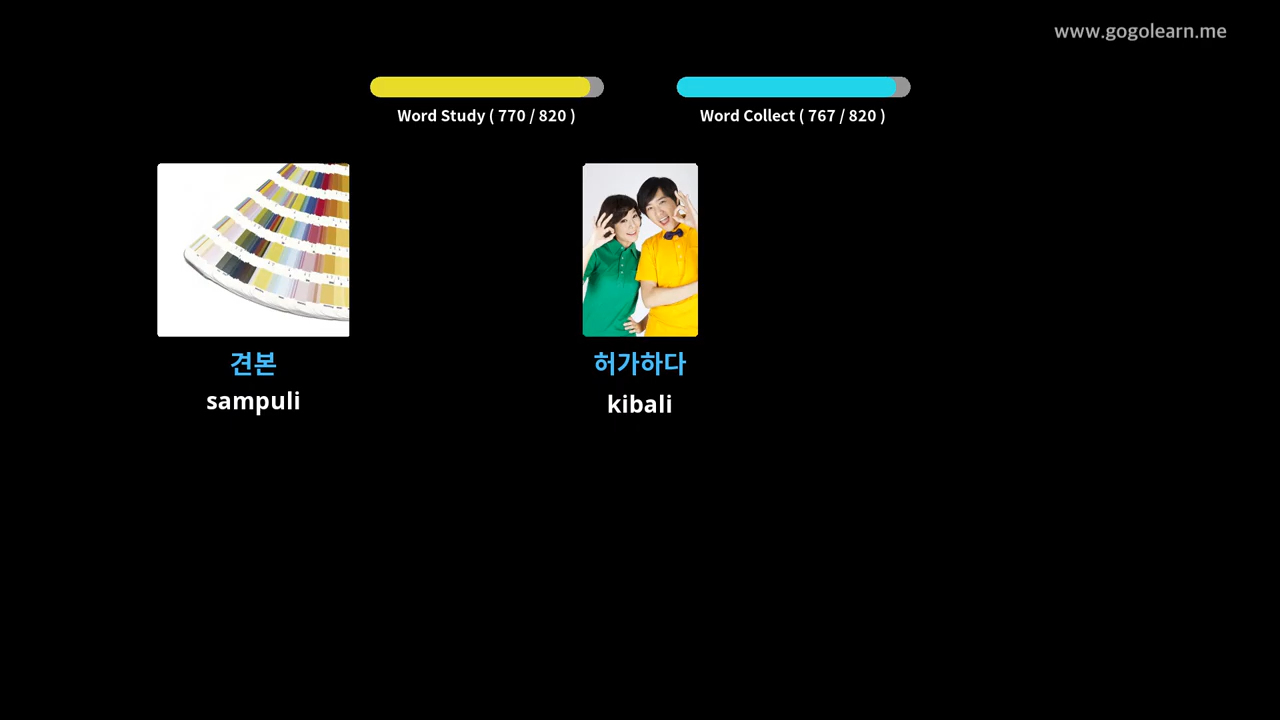 www.gogolearn.me
Word Study ( 770 / 820 )
Word Collect ( 767 / 820 )
견본
sampuli
허가하다
kibali